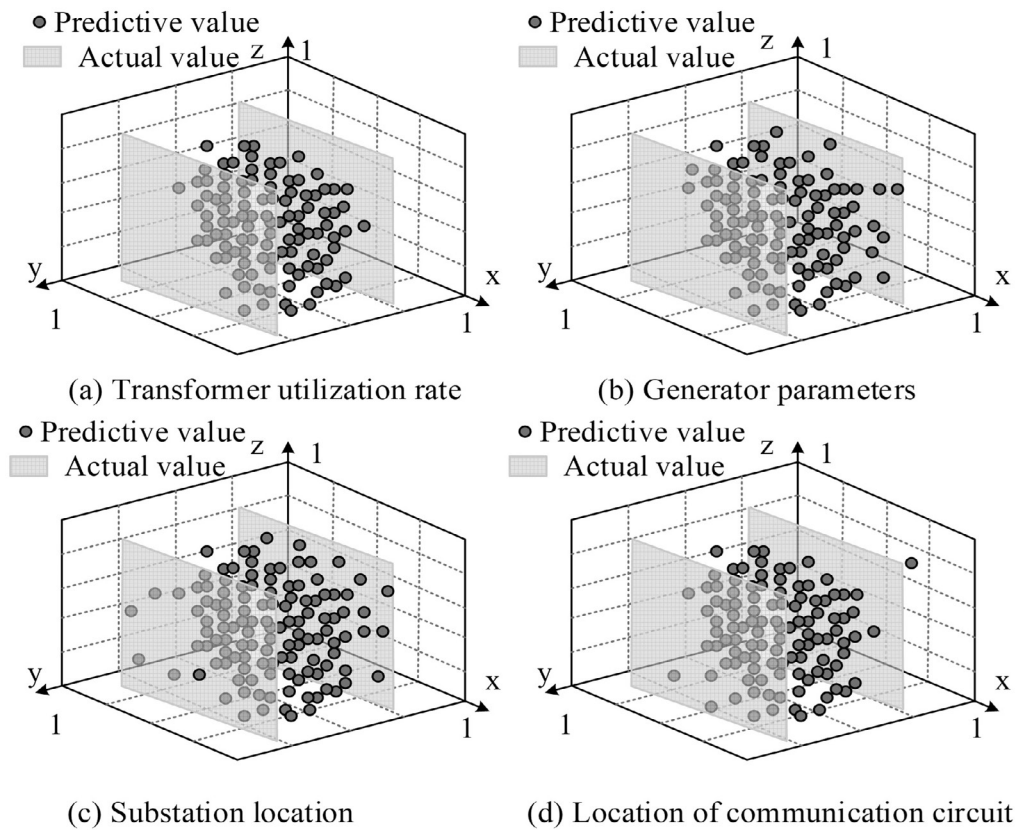 Predictive value
Actual value
z
1
y
1
x
1
(a) Transformer utilization rate
Predictive value
Actual value
z
1
y
1
x
1
(b) Generator parameters
Predictive value
Actual value
z
1
y
1
x
1
(c) Substation location
Predictive value
Actual value
z
1
y
1
x
1
(d) Location of communication circuit